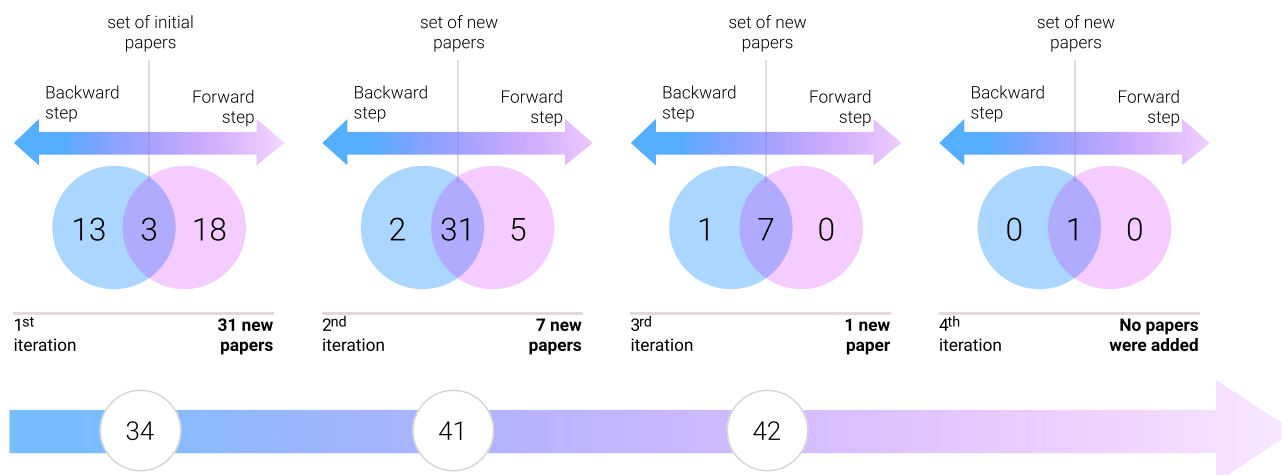 set of initial
papers
Backward
step
Forward
step
13 3 18
1st
iteration
31 new
papers
set of new
papers
Backward
step
Forward
step
2 31 5
2nd
iteration
7 new
papers
set of new
papers
Backward
step
Forward
step
1 7 0
3rd
iteration
1 new
paper
set of new
papers
Backward
step
Forward
step
0 1 0
4th
iteration
No papers
were added
34 41 42